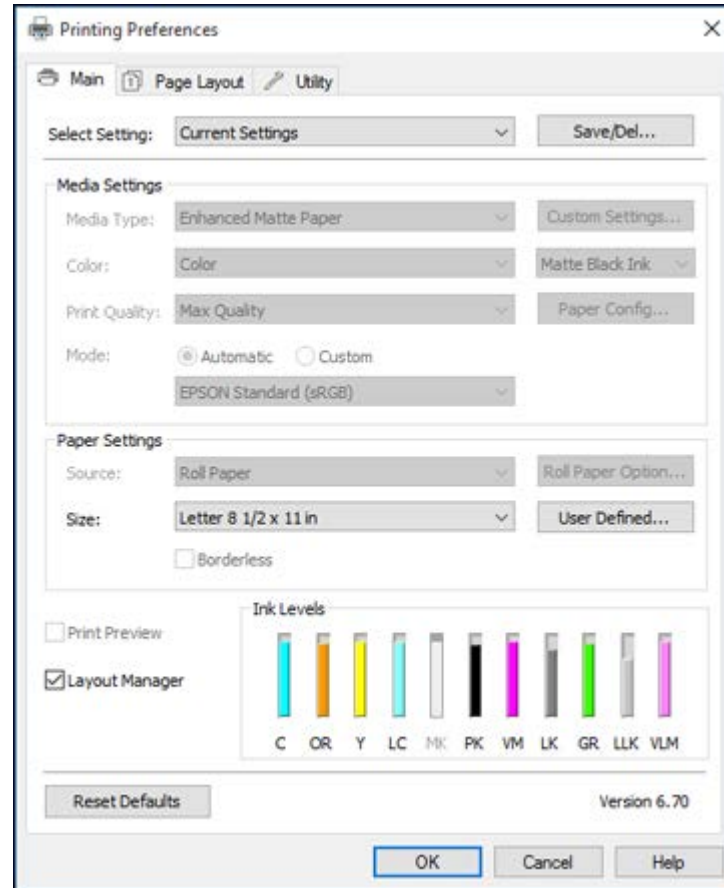 Printing Preferences
Main Page Layout Utility
Select Setting: Current Settings Save/Del...
Media Settings
Media Type: Enhanced Matte Paper Custom Settings...
Color: Color Matte Black Ink
Print Quality: Max Quality Paper Config...
Mode: Automatic Custom
EPSON Standard (sRGB)
Paper Settings
Source: Roll Paper Roll Paper Option...
Size: Letter 8 1/2 x 11 in User Defined...
Borderless
Ink Levels
Print Preview
Layout Manager
C OR Y LC MK PK VM LK GR LLK VLM
Reset Defaults Version 6.70
OK Cancel Help